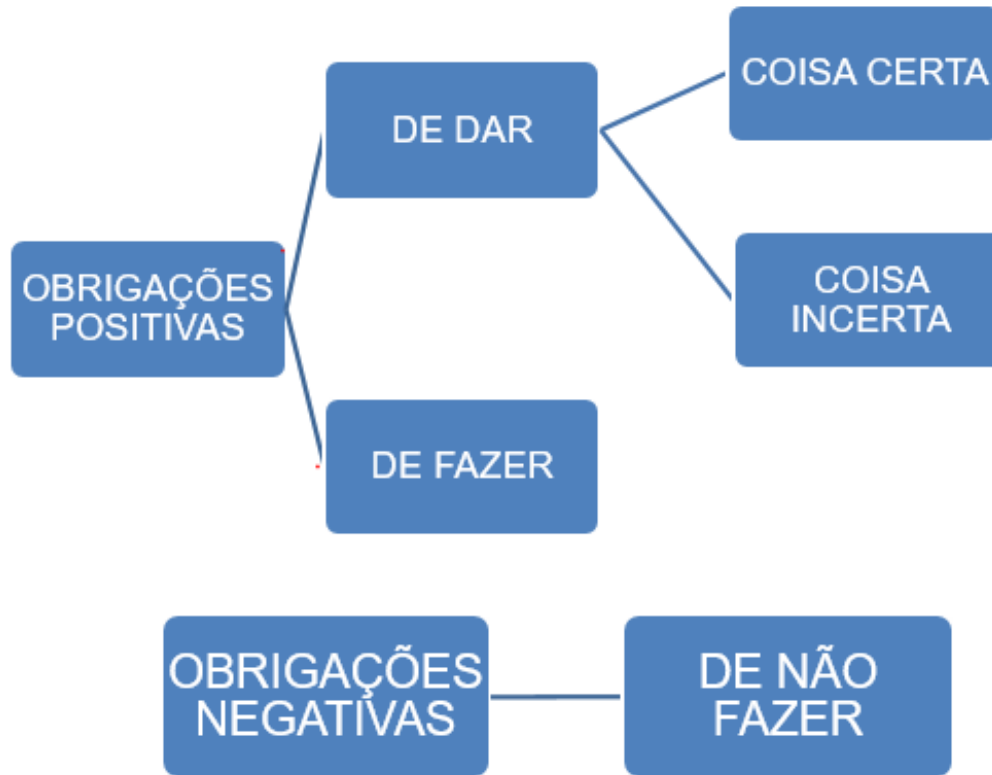 COISA CERTA
DE DAR
OBRIGAÇÕES
POSITIVAS
COISA
INCERTA
DE FAZER
OBRIGAÇÕES
NEGATIVAS
DE NÃO
FAZER